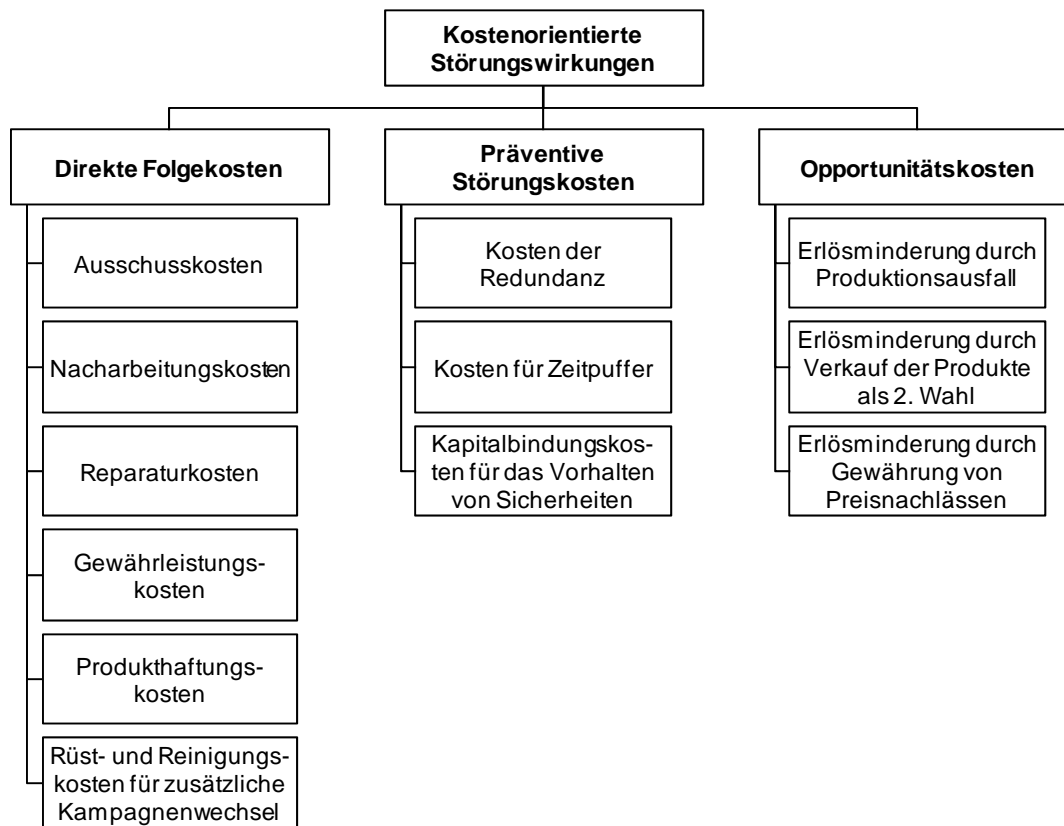 Kostenorientierte
Störungswirkungen
Direkte Folgekosten
Ausschusskosten
Nacharbeitungskosten
Reparaturkosten
Gewährleistungs-
kosten
Produkthaftungs-
kosten
Rüst- und Reinigungs-
kosten für zusätzliche
Kampagnenwechsel
Präventive
Störungskosten
Kosten der
Redundanz
Kosten für Zeitpuffer
Kapitalbindungskos-
ten für das Vorhalten
von Sicherheiten
Opportunitätskosten
Erlösminderung durch
Produktionsausfall
Erlösminderung durch
Verkauf der Produkte
als 2. Wahl
Erlösminderung durch
Gewährung von
Preisnachlässen